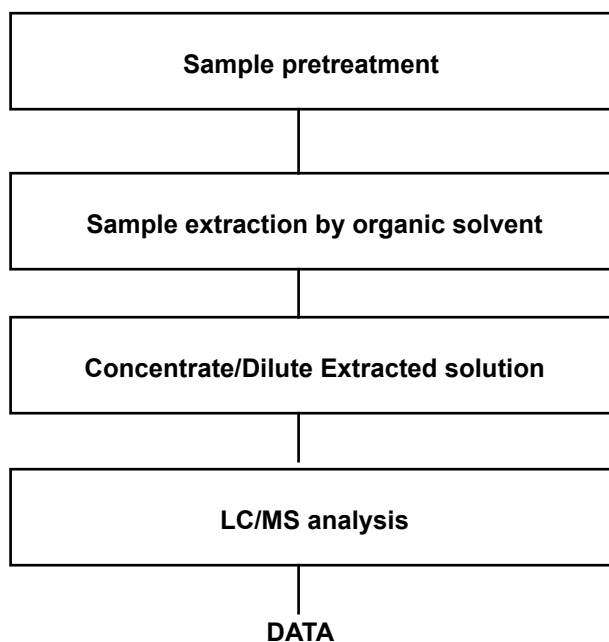 Sample pretreatment
Sample extraction by organic solvent
Concentrate/Dilute Extracted solution
LC/MS analysis
DATA